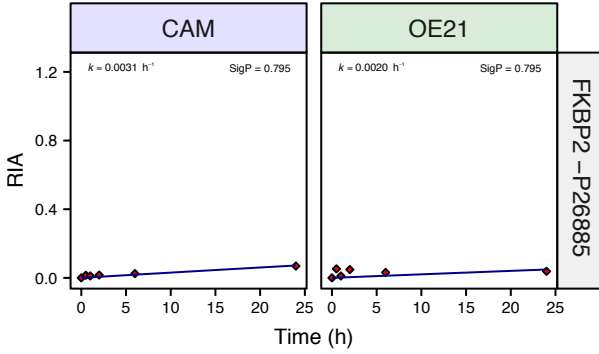 CAM
OE21
k = 0.0031 h⁻¹
SigP = 0.795
k = 0.0020 h⁻¹
SigP = 0.795
FKBP2 −P26885
RIA
1.2
0.8
0.4
0.0
0 5 10 15 20 25
0 5 10 15 20 25
Time (h)